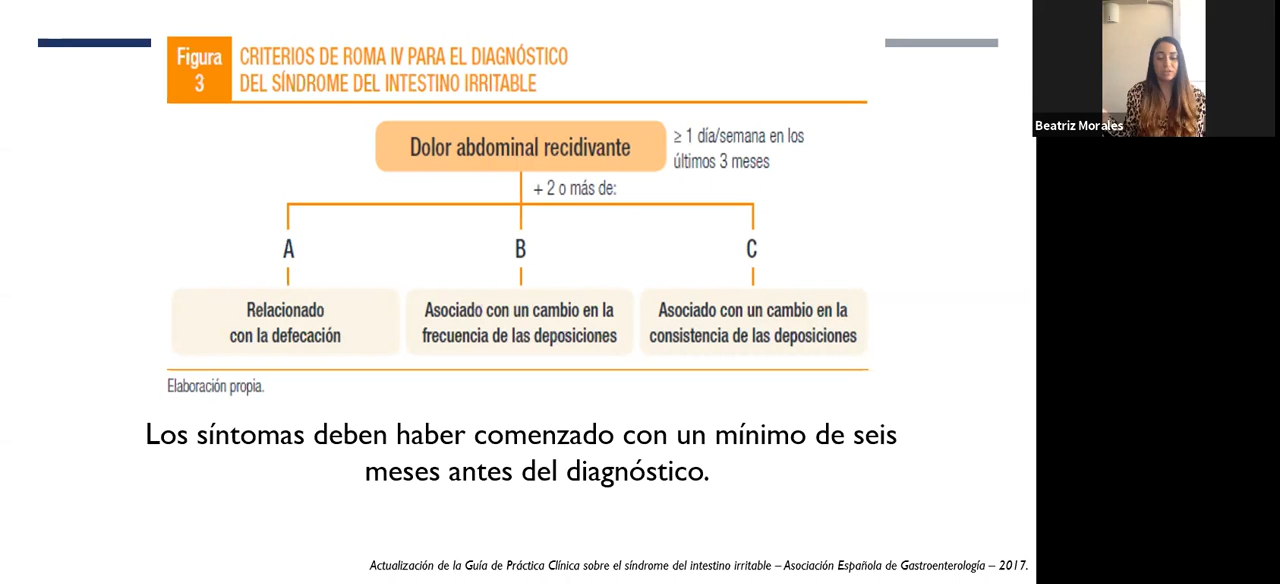 Figura
3
CRITERIOS DE ROMA IV PARA EL DIAGNÓSTICO
DEL SÍNDROME DEL INTESTINO IRRITABLE
Dolor abdominal recidivante
≥ 1 día/semana en los
últimos 3 meses
+ 2 o más de:
A
B
C
Relacionado
con la defecación
Asociado con un cambio en la
frecuencia de las deposiciones
Asociado con un cambio en la
consistencia de las deposiciones
Elaboración propia.
Los síntomas deben haber comenzado con un mínimo de seis
meses antes del diagnóstico.
Actualización de la Guía de Práctica Clínica sobre el síndrome del intestino irritable – Asociación Española de Gastroenterología – 2017.
Beatriz Morales